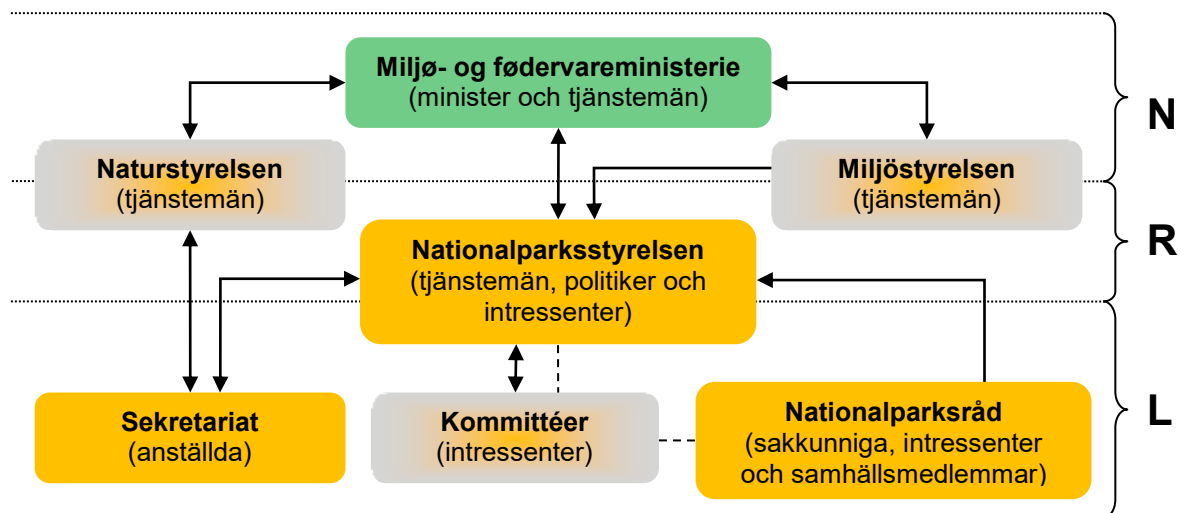 Miljø- og fødervareministerie
(minister och tjänstemän)
N
Naturstyrelsen
(tjänstemän)
Miljöstyrelsen
(tjänstemän)
R
Nationalparksstyrelsen
(tjänstemän, politiker och
intressenter)
L
Sekretariat
(anställda)
Kommittéer
(intressenter)
Nationalparksråd
(sakkunniga, intressenter
och samhällsmedlemmar)